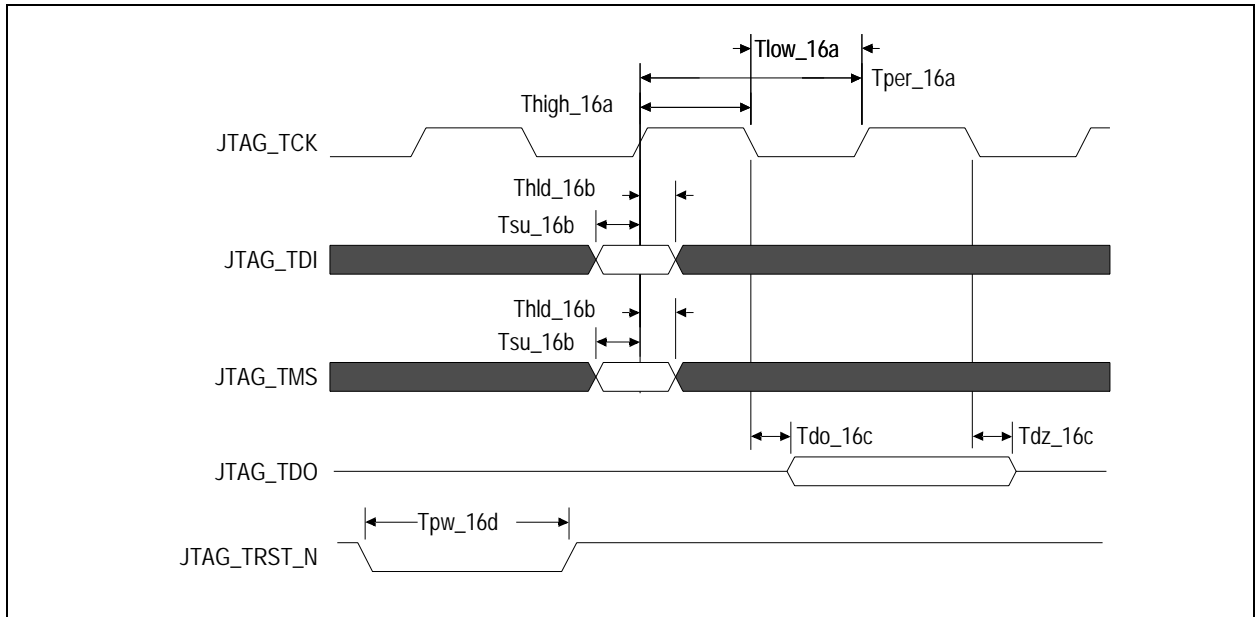 Tlow_16a
Tper_16a
Thigh_16a
JTAG_TCK
Thld_16b
Tsu_16b
JTAG_TDI
Thld_16b
Tsu_16b
JTAG_TMS
Tdo_16c
Tdz_16c
JTAG_TDO
Tpw_16d
JTAG_TRST_N